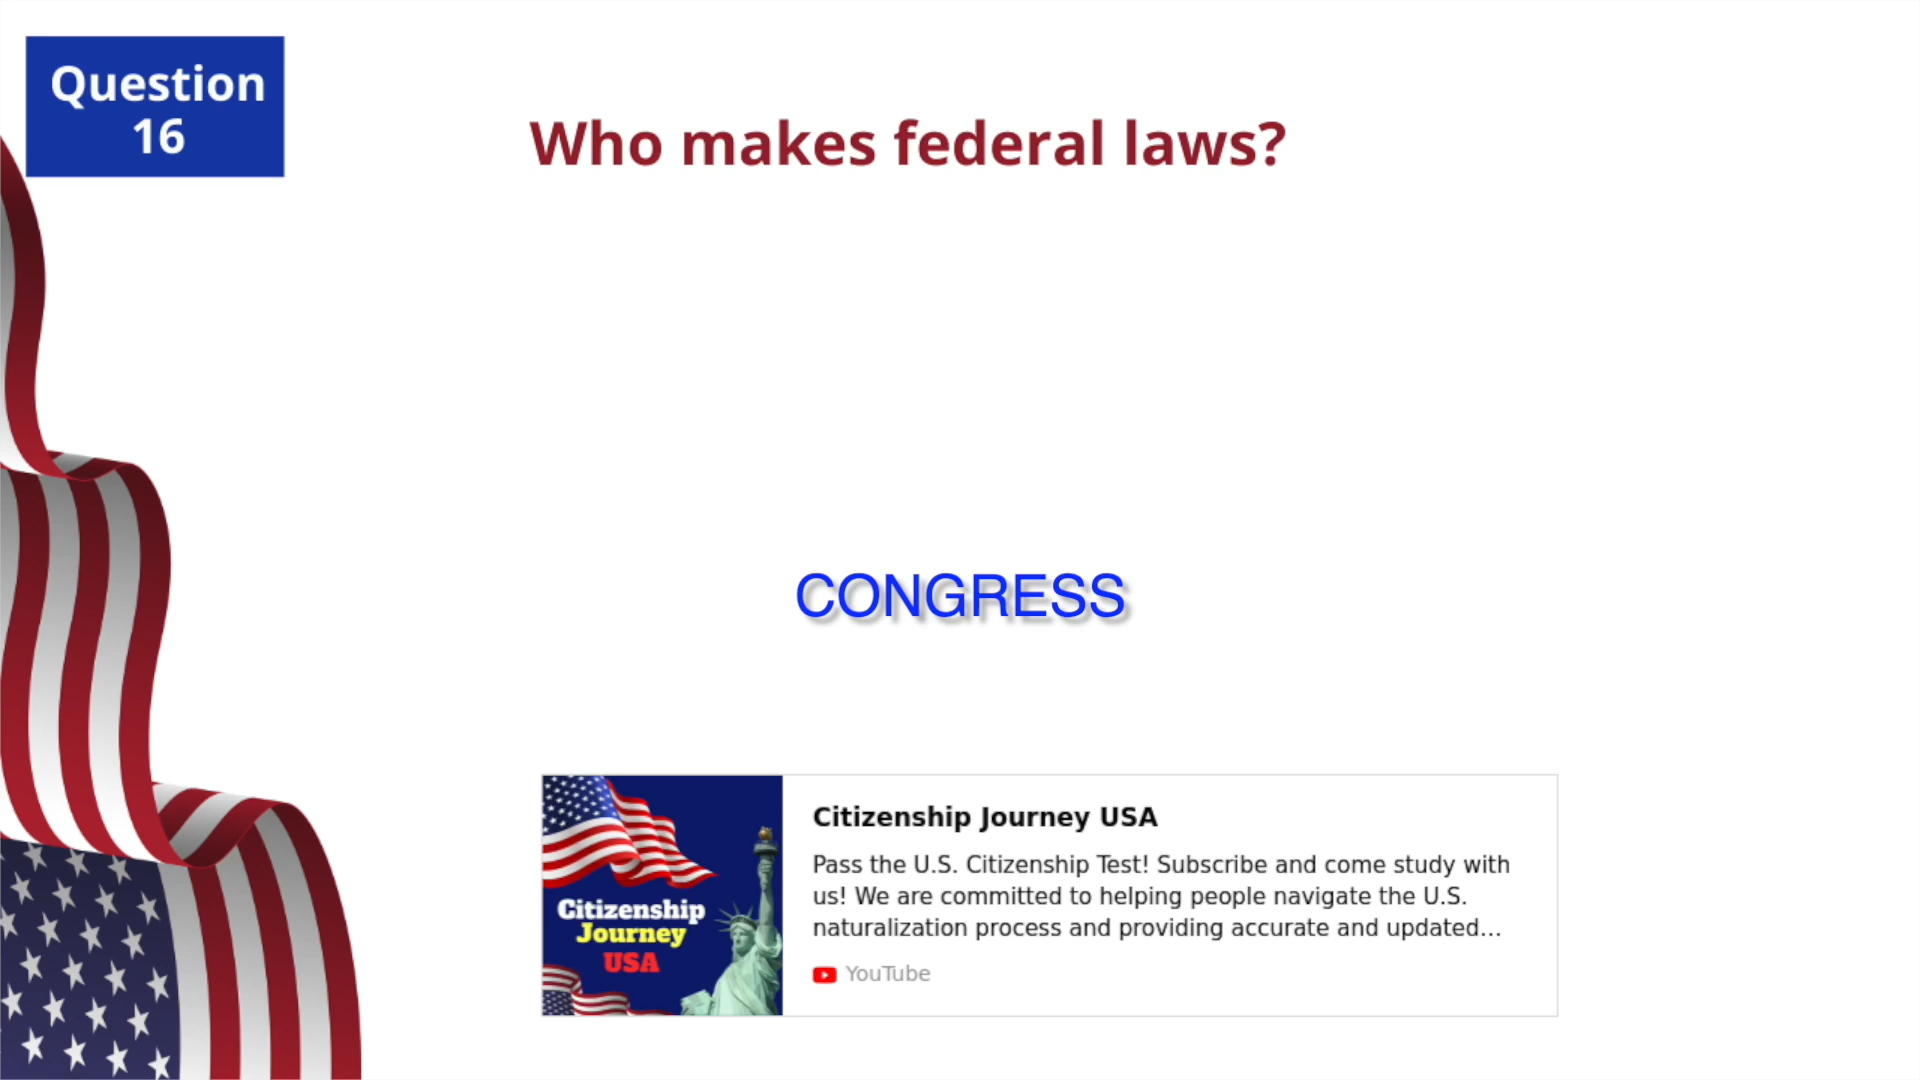 Question
16
Who makes federal laws?
CONGRESS
Citizenship
Journey
USA
Citizenship Journey USA
Pass the U.S. Citizenship Test! Subscribe and come study with
us! We are committed to helping people navigate the U.S.
naturalization process and providing accurate and updated...
YouTube